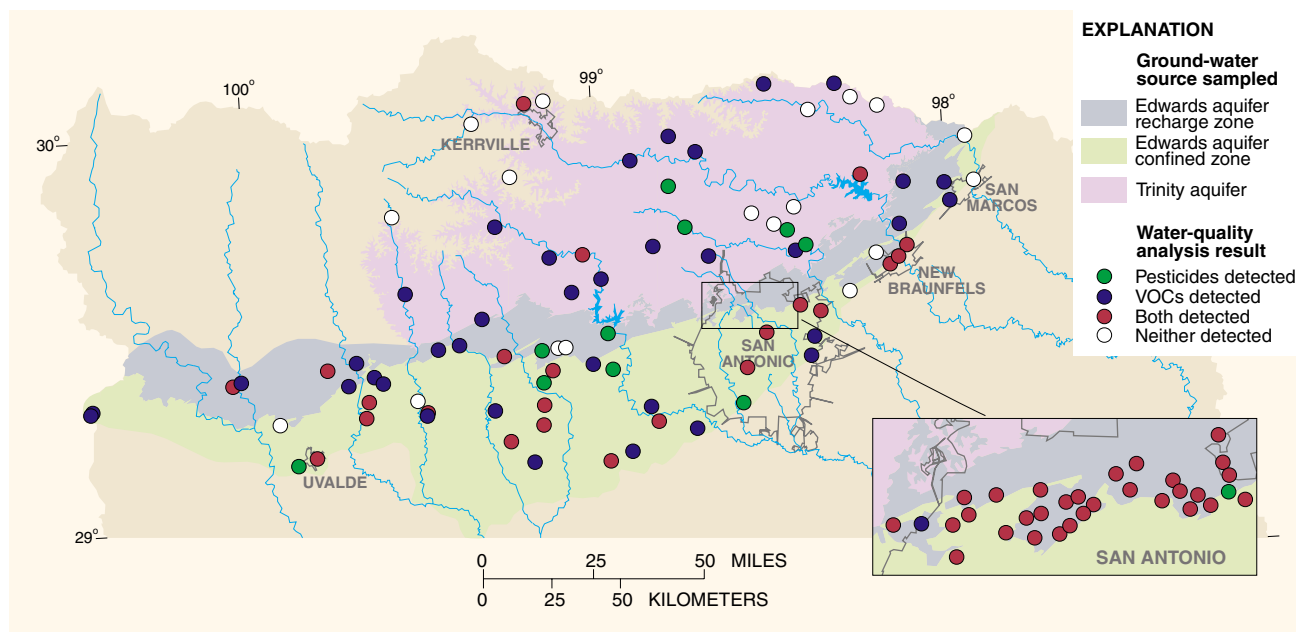 EXPLANATION
Ground-water
source sampled
Edwards aquifer
recharge zone
Edwards aquifer
confined zone
Trinity aquifer
Water-quality
analysis result
Pesticides detected
VOCs detected
Both detected
Neither detected
100°
99°
98°
30°
29°
KERRVILLE
SAN
MARCOS
NEW
BRAUNFELS
SAN
ANTONIO
UVALDE
SAN ANTONIO
0 25 50 MILES
0 25 50 KILOMETERS